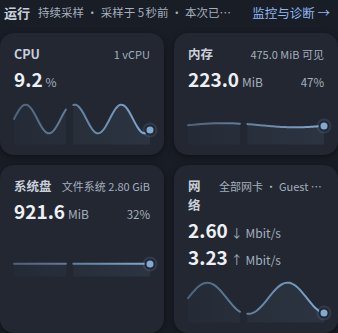 运行 持续采样 · 采样于 5 秒前 · 本次已… 监控与诊断 →
CPU 1 vCPU
9.2 %
内存 475.0 MiB 可见
223.0 MiB 47%
系统盘 文件系统 2.80 GiB
921.6 MiB 32%
网络 全部网卡 · Guest …
2.60 ↓ Mbit/s
3.23 ↑ Mbit/s